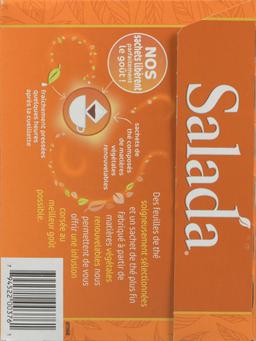 Salada
NOS
sachets libèrent
parfaitement
le goût !
sachets de
thé composés
de matières
végétales
renouvelables
fraîchement pressées
quelques heures
après la cueillette
Des feuilles de thé
soigneusement sélectionnées
et un sachet de thé plus fin
fabriqué à partir de
matières végétales
renouvelables nous
permettent de vous
offrir une infusion
corsée au
meilleur goût
possible.